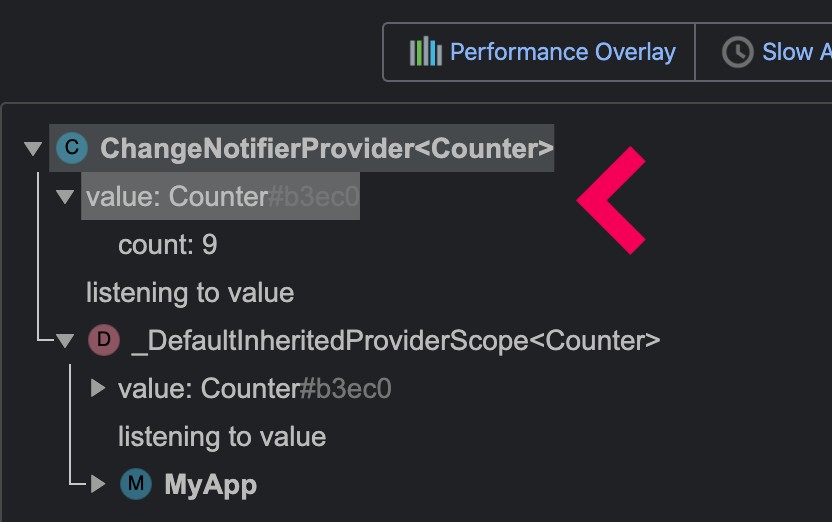 Performance Overlay
Slow A
C ChangeNotifierProvider<Counter>
value: Counter#b3ec0
count: 9
listening to value
D _DefaultInheritedProviderScope<Counter>
value: Counter#b3ec0
listening to value
M MyApp